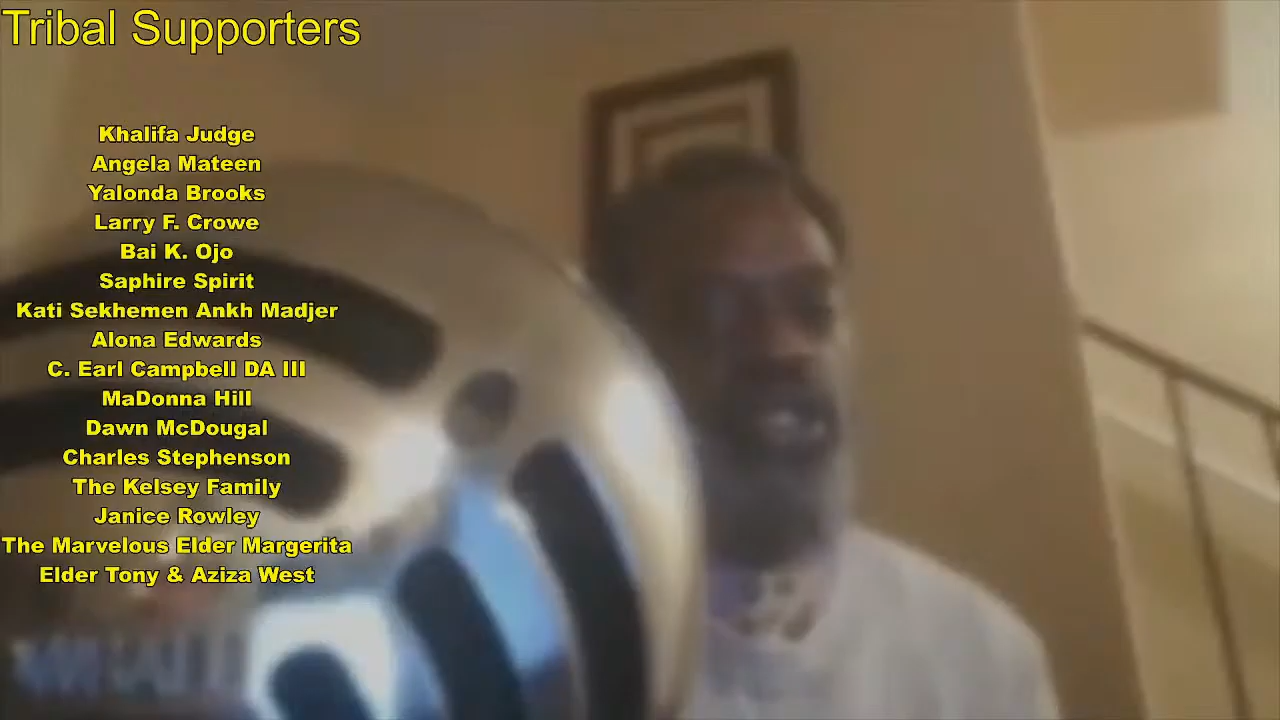 Tribal Supporters
Khalifa Judge
Angela Mateen
Yalonda Brooks
Larry F. Crowe
Bai K. Ojo
Saphire Spirit
Kati Sekhemen Ankh Madjer
Alona Edwards
C. Earl Campbell DA III
MaDonna Hill
Dawn McDougal
Charles Stephenson
The Kelsey Family
Janice Rowley
The Marvelous Elder Margerita
Elder Tony & Aziza West